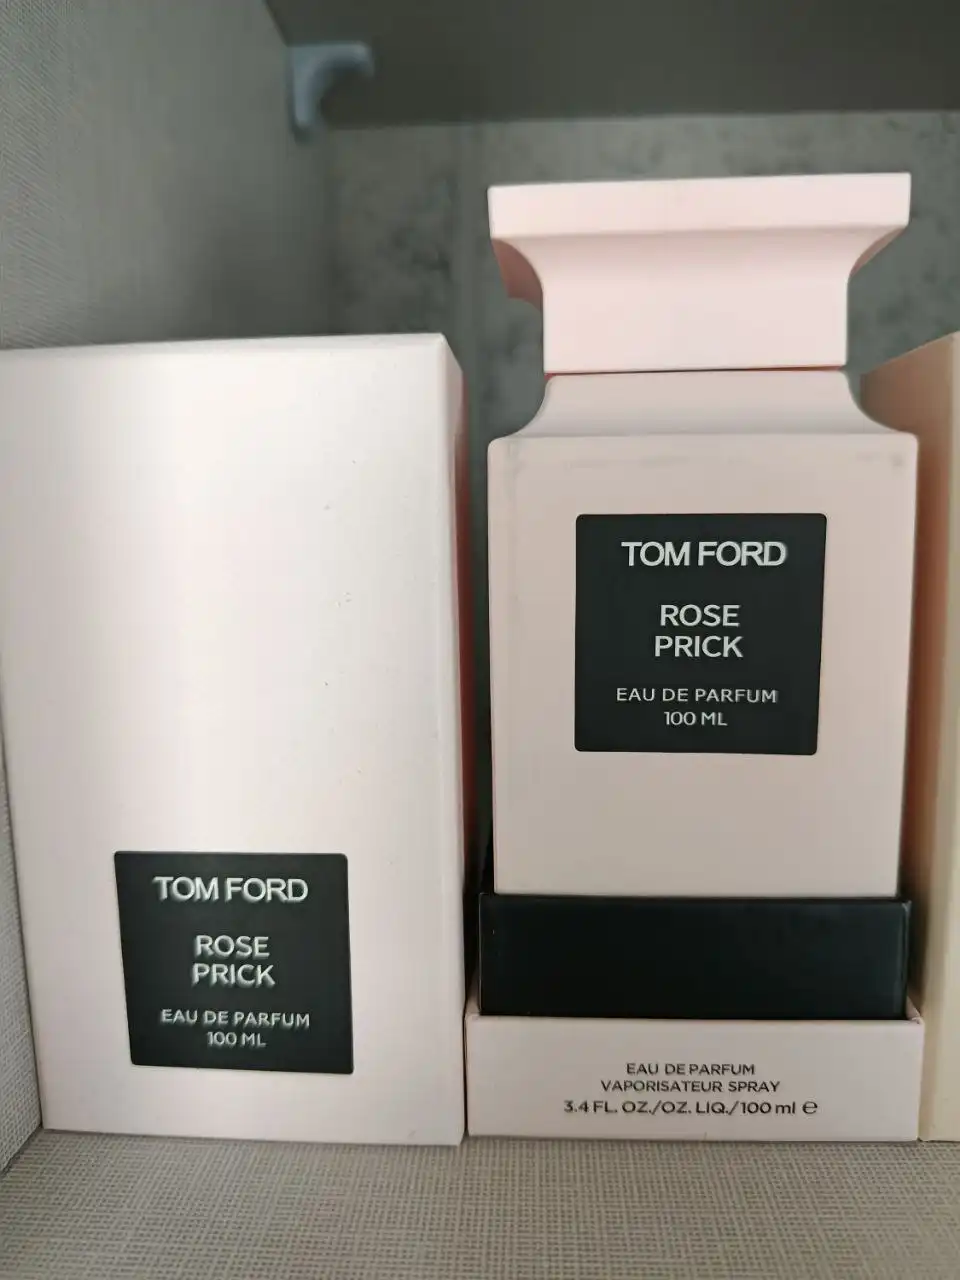 TOM FORD
ROSE
PRICK
EAU DE PARFUM
100 ML
TOM FORD
ROSE
PRICK
EAU DE PARFUM
100 ML
EAU DE PARFUM
VAPORISATEUR SPRAY
3.4 FL. OZ./OZ. LIQ./100 ml ℮